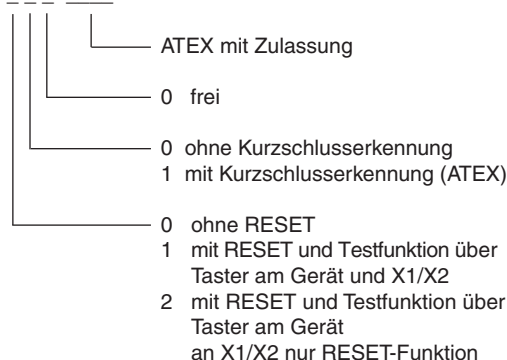 ATEX mit Zulassung
0 frei
0 ohne Kurzschlusserkennung
1 mit Kurzschlusserkennung (ATEX)
0 ohne RESET
1 mit RESET und Testfunktion über
Taster am Gerät und X1/X2
2 mit RESET und Testfunktion über
Taster am Gerät
an X1/X2 nur RESET-Funktion